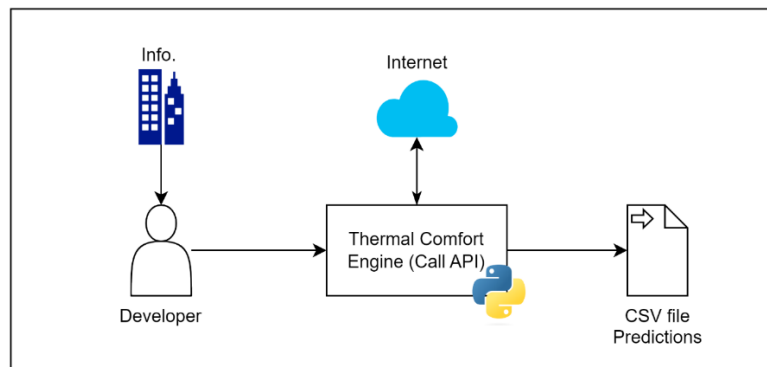 Info.
Internet
Thermal Comfort
Engine (Call API)
Developer
CSV file
Predictions